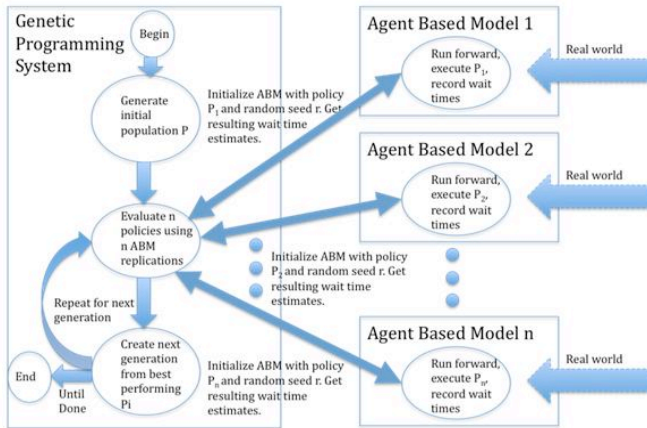 Genetic
Programming
System
Begin
Generate
initial
population P
Evaluate n
policies using
n ABM
replications
Repeat for next
generation
Create next
generation
from best
performing
Pi
End
Until
Done
Initialize ABM with policy
P1 and random seed r. Get
resulting wait time
estimates.
Initialize ABM with policy
P2 and random seed r. Get
resulting wait time
estimates.
Initialize ABM with policy
Pn and random seed r. Get
resulting wait time
estimates.
Agent Based Model 1
Run forward,
execute P1,
record wait
times
Real world
Agent Based Model 2
Run forward,
execute P2,
record wait
times
Real world
Agent Based Model n
Run forward,
execute Pn,
record wait
times
Real world